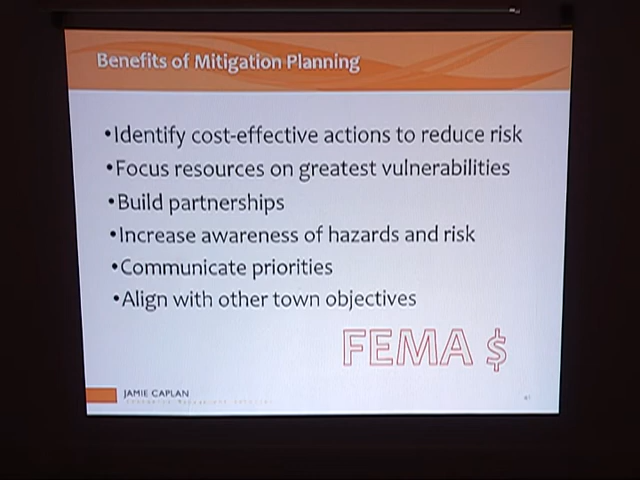 Benefits of Mitigation Planning
•Identify cost-effective actions to reduce risk
•Focus resources on greatest vulnerabilities
•Build partnerships
•Increase awareness of hazards and risk
•Communicate priorities
•Align with other town objectives
FEMA $
JAMIE CAPLAN